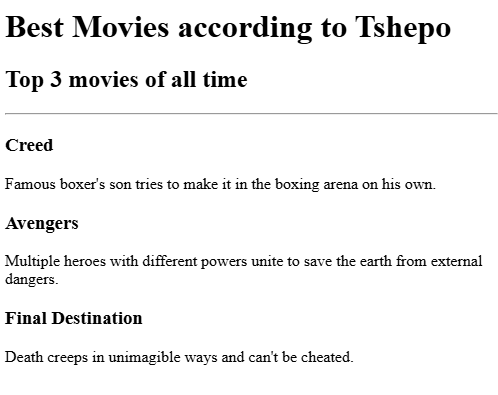 Best Movies according to Tshepo
Top 3 movies of all time
Creed
Famous boxer's son tries to make it in the boxing arena on his own.
Avengers
Multiple heroes with different powers unite to save the earth from external
dangers.
Final Destination
Death creeps in unimagible ways and can't be cheated.